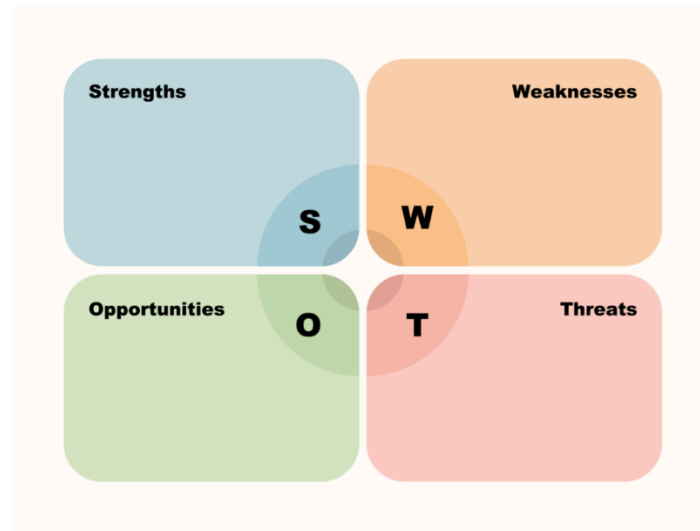 Strengths
Weaknesses
S
W
Opportunities
Threats
O
T